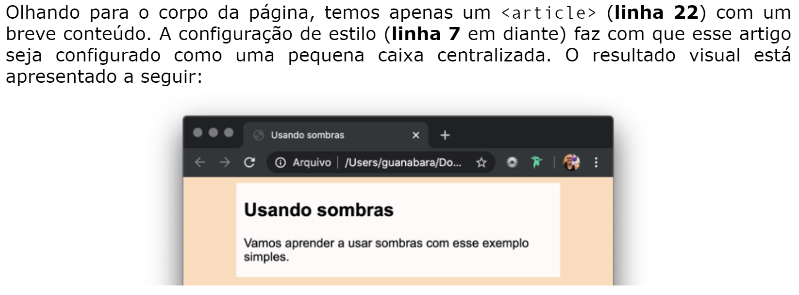 Olhando para o corpo da página, temos apenas um <article> (linha 22) com um
breve conteúdo. A configuração de estilo (linha 7 em diante) faz com que esse artigo
seja configurado como uma pequena caixa centralizada. O resultado visual está
apresentado a seguir:
Usando sombras
Arquivo | /Users/guanabara/Do...
Usando sombras
Vamos aprender a usar sombras com esse exemplo
simples.